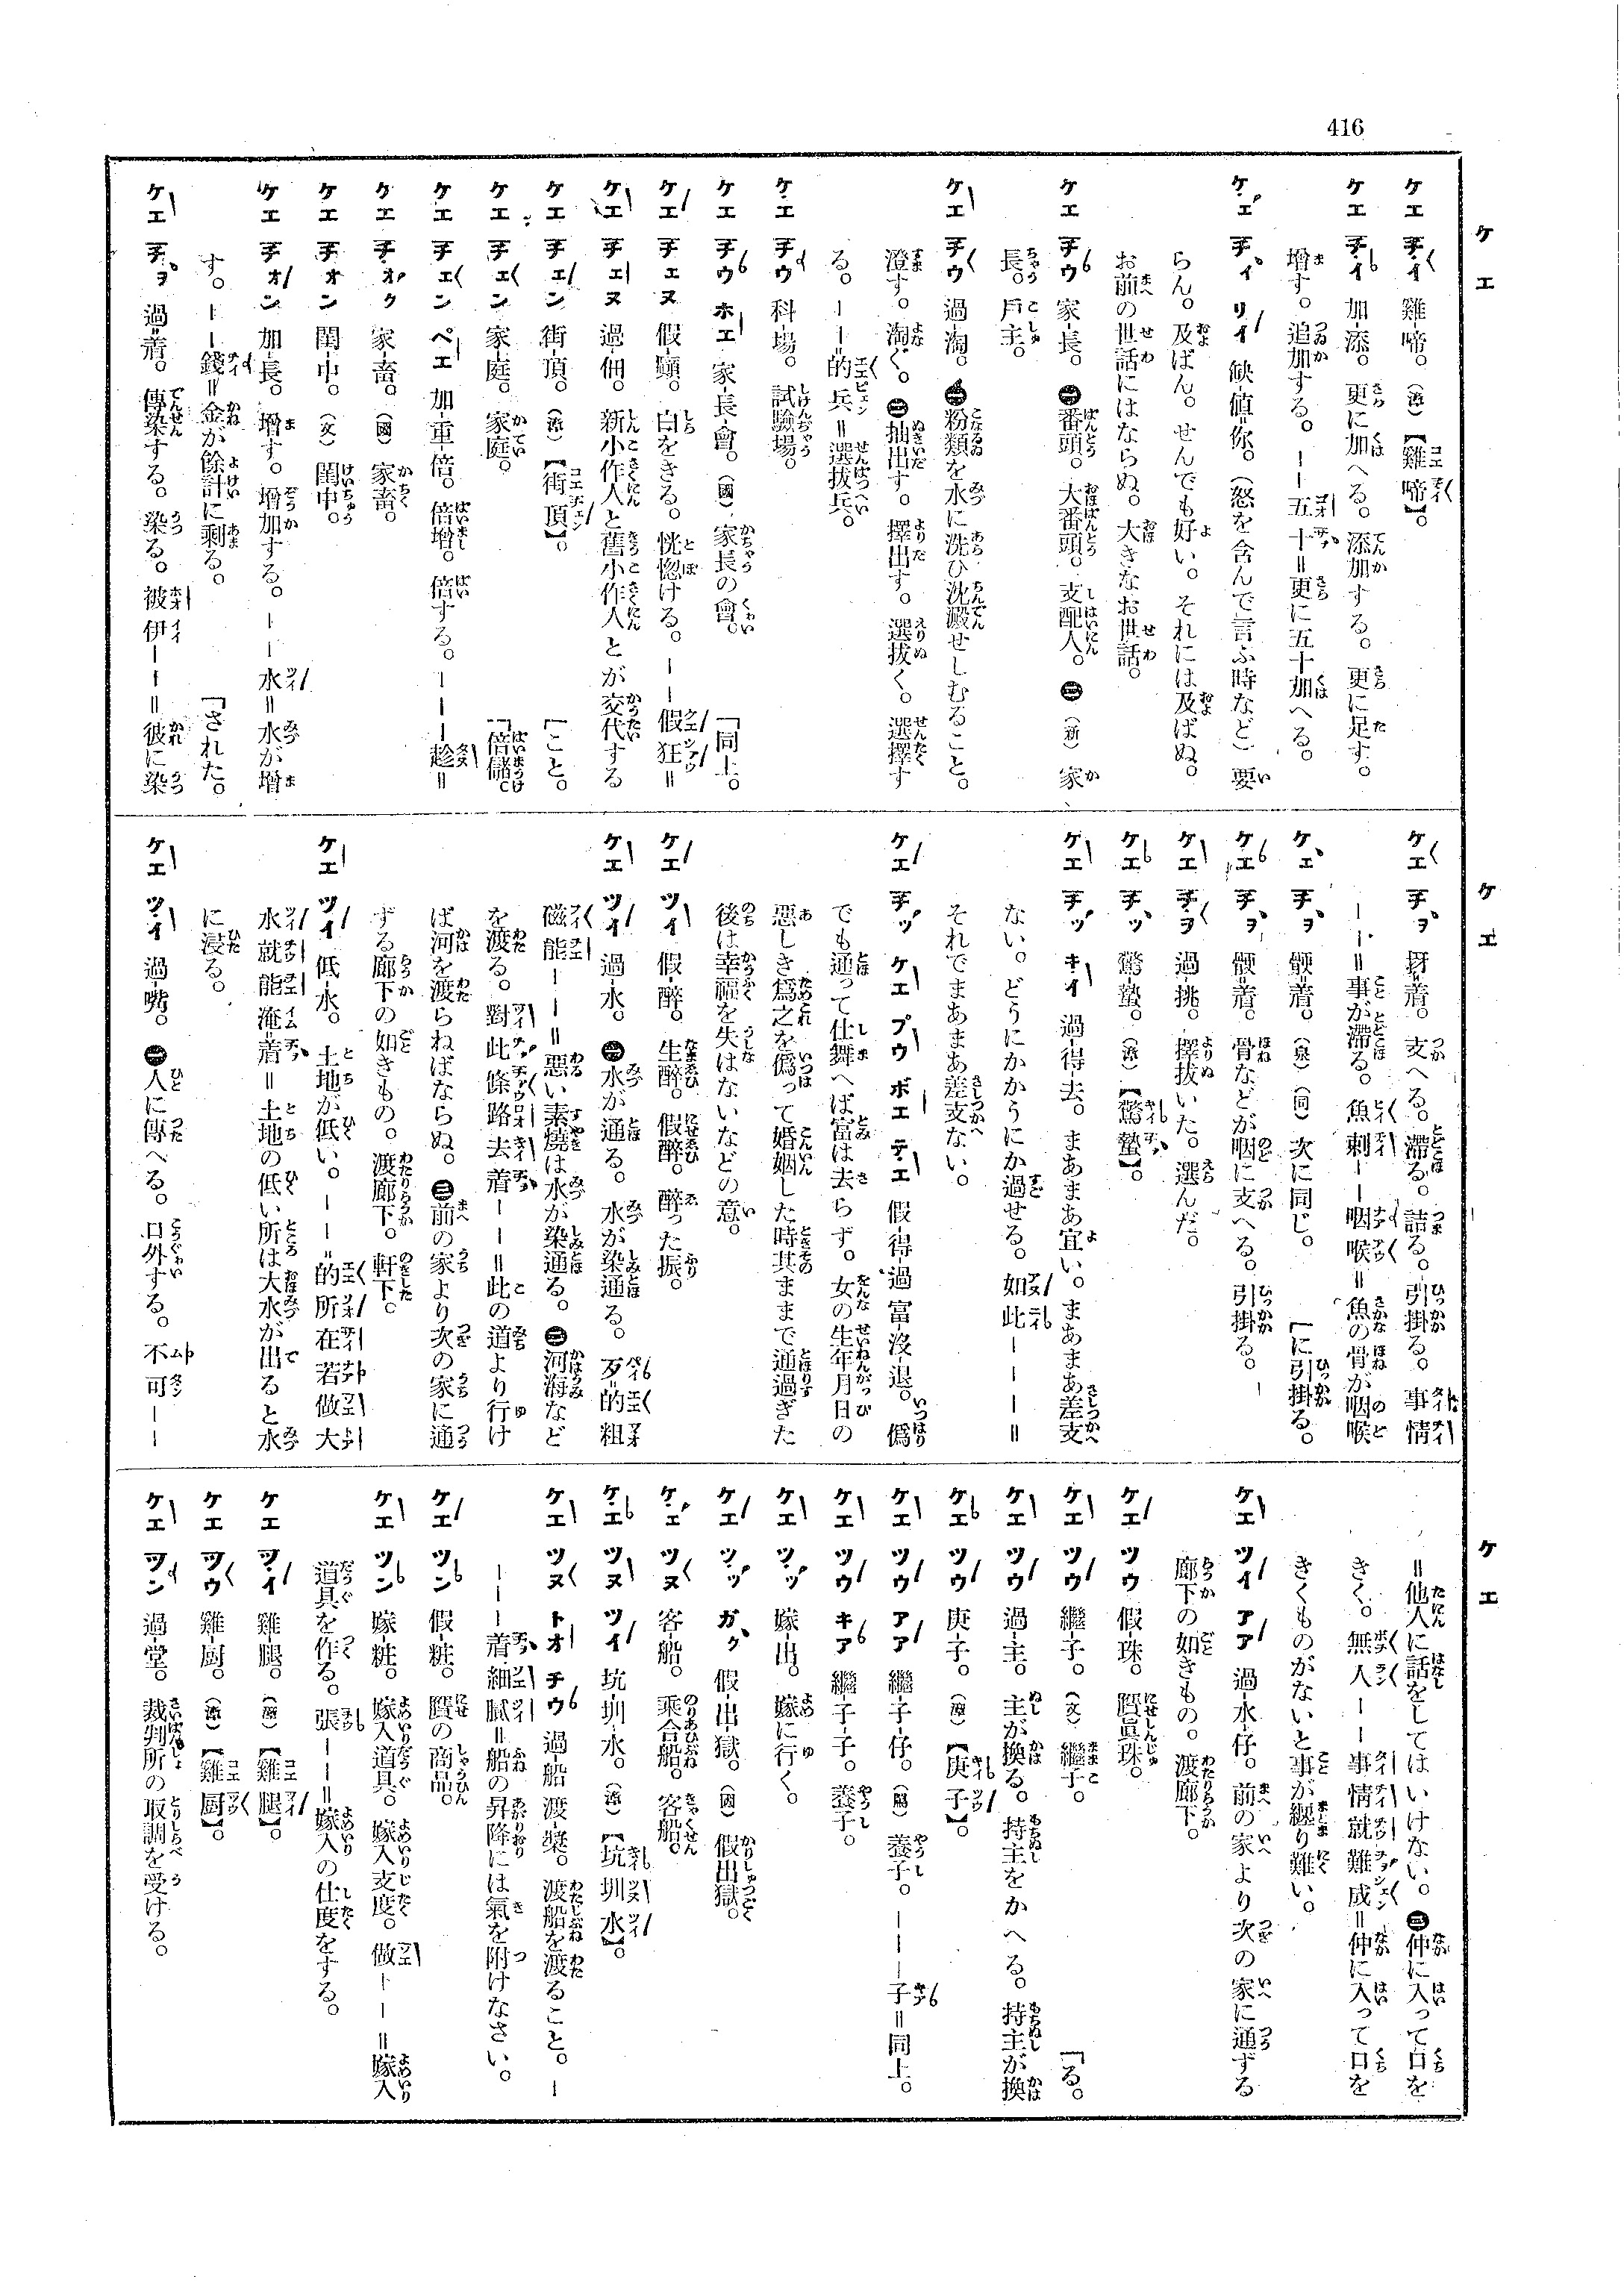 416
ケエ
ケエ チイ 雞-啼。（漳）【雞啼】。
ケエ チイ 加-添。更に加へる。添加する。更に足す。
增す。追加する。——五十＝更に五十加へる。
ケエ チィ リイ 缺-値=你。（怒を含んで言ふ時など）要
らん。及ばん。せんでも好い。それには及ばぬ。
お前の世話にはならぬ。大きなお世話。
ケエ チウ 家-長。㊀番頭。大番頭。支配人。㊁（新）家
長。戶主。
ケエ チウ 過-淘。㊀粉類を水に洗ひ沈澱せしむること。
澄す。淘ぐ。㊁抽出す。擇出す。選拔く。選擇す
る。——=的兵＝選拔兵。
ケエ チウ 科-場。試驗場。
ケエ チウ ホエ 家-長-會。（國）家長の會。「同上。
ケエ チェヌ 假-顚。白をきる。恍惚ける。——假狂＝
ケエ チェヌ 過-佃。新小作人と舊小作人とが交代する
ケエ チェン 街-頂。（漳）【街頂】。「こと。
ケエ チェン 家-庭。家庭。「倍儲。
ケエ チェン ペエ 加-重-倍。倍增。倍する。———趁＝
ケエ チォク 家-畜。（國）家畜。
ケエ チォン 閨-中。（文）閨中。
ケエ チォン 加-長。增す。增加する。——水＝水が增
す。——錢＝金が餘計に剩る。「された。
ケエ チヲ 過=着。傳染する。染る。被伊——＝彼に染
ケエ
ケエ チヲ 枒=着。支へる。滯る。詰る。引掛る。事情
——＝事が滯る。魚刺——咽喉＝魚の骨が咽喉
ケエ チヲ 骾=着。（泉）（同）次に同じ。「に引掛る。
ケエ チヲ 骾=着。骨などが咽に支へる。引掛る。
ケエ チヲ 過-挑。擇拔いた。選んだ。
ケエ チッ 驚-蟄。（漳）【驚蟄】。
ケエ チッ キイ 過-得-去。まあまあ宜い。まあまあ差支
ない。どうにかかうにか過せる。如此———＝
それでまあまあ差支ない。
ケエ チッ ケエ プウ ボエ テエ 假-得-過 富-沒-退。僞
でも通って仕舞へば富は去らず。女の生年月日の
惡しき爲之を僞って婚姻した時其ままで通過ぎた
後は幸福を失はないなどの意。
ケエ ツイ 假-醉。生醉。假醉。醉った振。
ケエ ツイ 過-水。㊀水が通る。水が染通る。歹=的粗
磁能——＝惡い素燒は水が染通る。㊁河海など
を渡る。對此條路去着——＝此の道より行け
ば河を渡らねばならぬ。㊂前の家より次の家に通
ずる廊下の如きもの。渡廊下。軒下。
ケエ ツイ 低-水。土地が低い。——=的所在若做大
水就能淹=着＝土地の低い所は大水が出ると水
に浸る。
ケエ ツイ 過-嘴。㊀人に傳へる。口外する。不可——
ケエ
＝他人に話をしてはいけない。㊁仲に入って口を
きく。無人——事情就難成＝仲に入って口を
きくものがないと事が纏り難い。
ケエ ツイ アア 過-水-仔。前の家より次の家に通ずる
廊下の如きもの。渡廊下。
ケエ ツウ 假-珠。贋眞珠。
ケエ ツウ 繼-子。（文）繼子。「る。
ケエ ツウ 過-主。主が換る。持主をかへる。持主が換
ケエ ツウ 庚-子。（漳）【庚子】。
ケエ ツウ アア 繼-子-仔。（廈）養子。———子＝同上。
ケエ ツウ キア 繼-子-子。養子。
ケエ ツッ 嫁-出。嫁に行く。
ケエ ツッ ガク 假-出-獄。（國）假出獄。
ケエ ツヌ 客-船。乘合船。客船。
ケエ ツヌ ツイ 坑-圳-水。（漳）【坑圳水】。
ケエ ツヌ トオ チウ 過-船 渡-槳。渡船を渡ること。—
———着細膩＝船の昇降には氣を附けなさい。
ケエ ツン 假-粧。贋の商品。
ケエ ツン 嫁-粧。嫁入道具。嫁入支度。做——＝嫁入
道具を作る。張——＝嫁入の仕度をする。
ケエ ツイ 雞-腿。（漳）【雞腿】。
ケエ ツウ 雞-厨。（漳）【雞厨】。
ケエ ツン 過-堂。裁判所の取調を受ける。